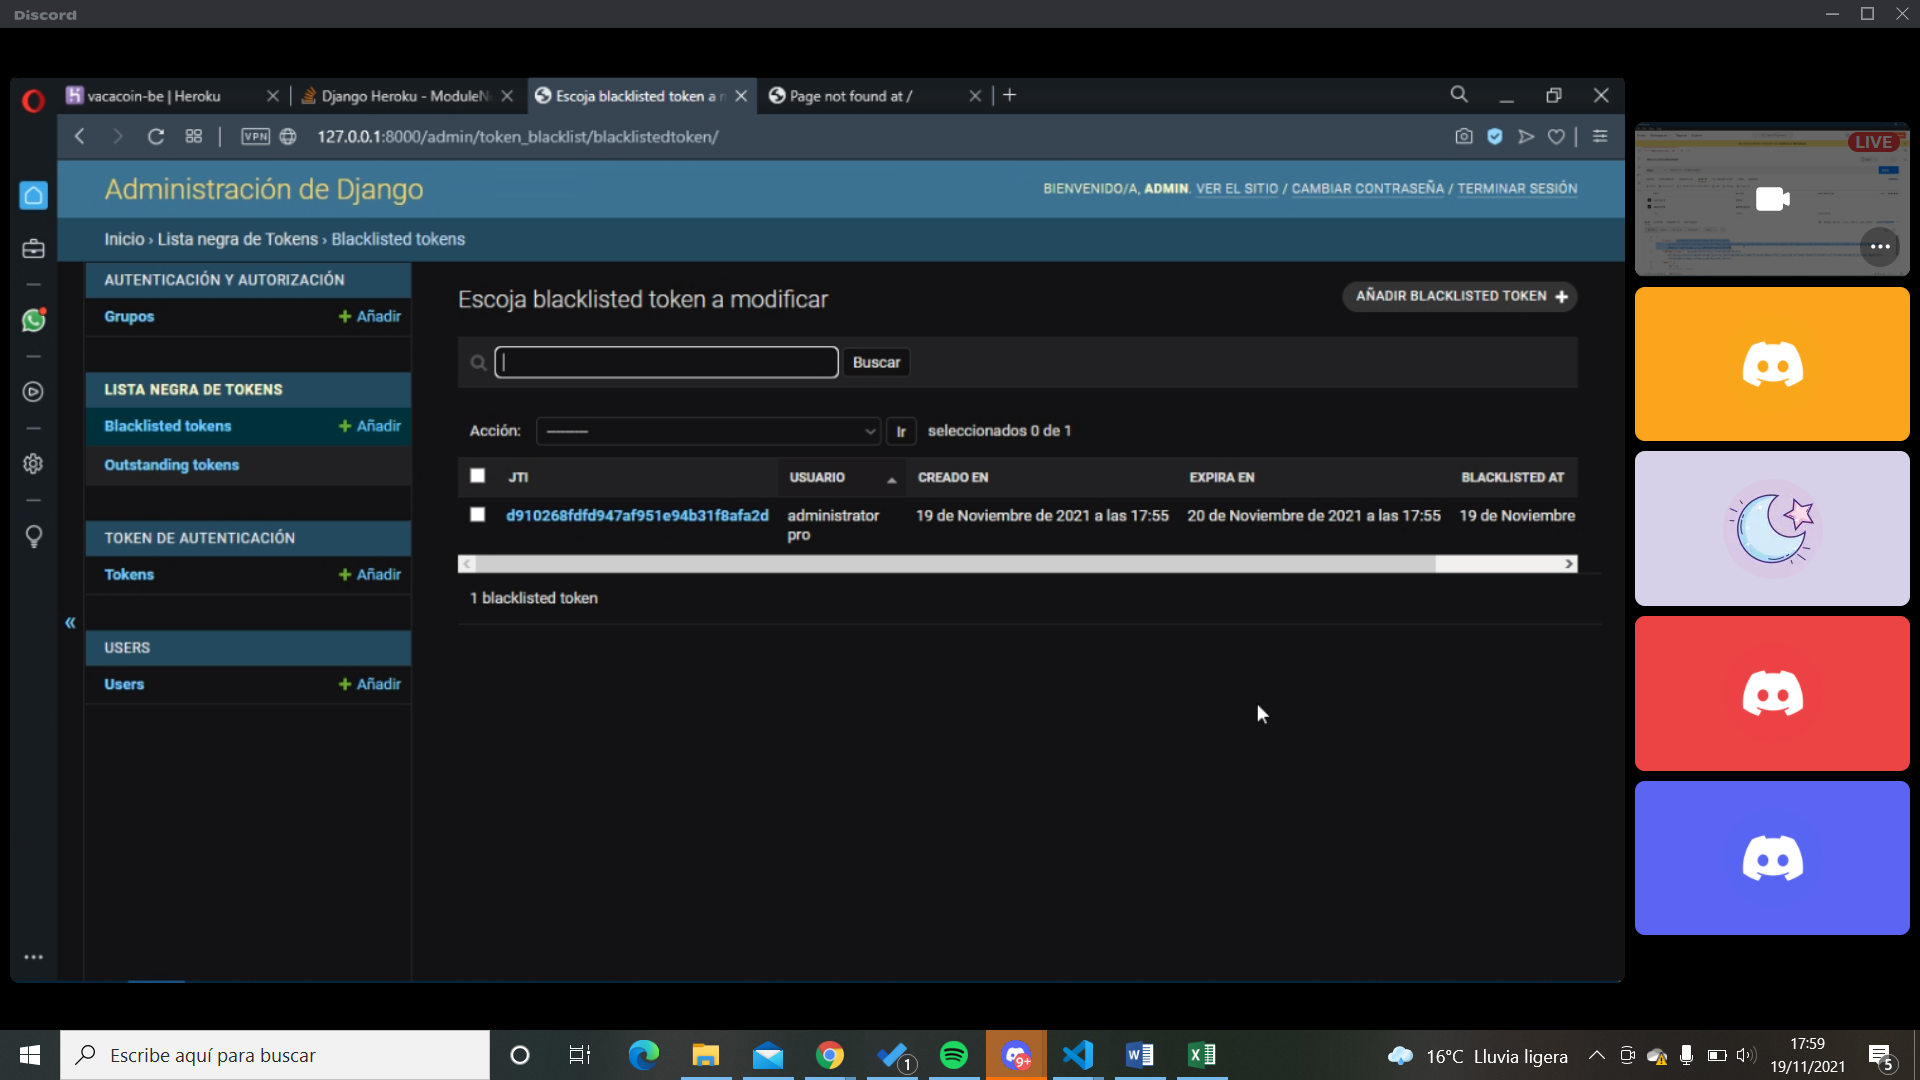 Discord
vacacoin-be | Heroku
Django Heroku - ModuleN
Escoja blacklisted token a
Page not found at /
VPN
127.0.0.1:8000/admin/token_blacklist/blacklistedtoken/
Administración de Django
BIENVENIDO/A, ADMIN. VER EL SITIO / CAMBIAR CONTRASEÑA / TERMINAR SESIÓN
Inicio › Lista negra de Tokens › Blacklisted tokens
AUTENTICACIÓN Y AUTORIZACIÓN
Grupos
Añadir
LISTA NEGRA DE TOKENS
Blacklisted tokens
Añadir
Outstanding tokens
TOKEN DE AUTENTICACIÓN
Tokens
Añadir
USERS
Users
Añadir
«
Escoja blacklisted token a modificar
AÑADIR BLACKLISTED TOKEN
Buscar
Acción:
---------
Ir
seleccionados 0 de 1
JTI
USUARIO
CREADO EN
EXPIRA EN
BLACKLISTED AT
d910268fdfd947af951e94b31f8afa2d
administrator
pro
19 de Noviembre de 2021 a las 17:55
20 de Noviembre de 2021 a las 17:55
19 de Noviembre
1 blacklisted token
LIVE
Escribe aquí para buscar
1
9+
16°C Lluvia ligera
17:59
19/11/2021
5